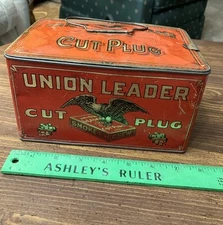 CUT PLUG
UNION LEADER
CUT PLUG
ASHLEY'S RULER